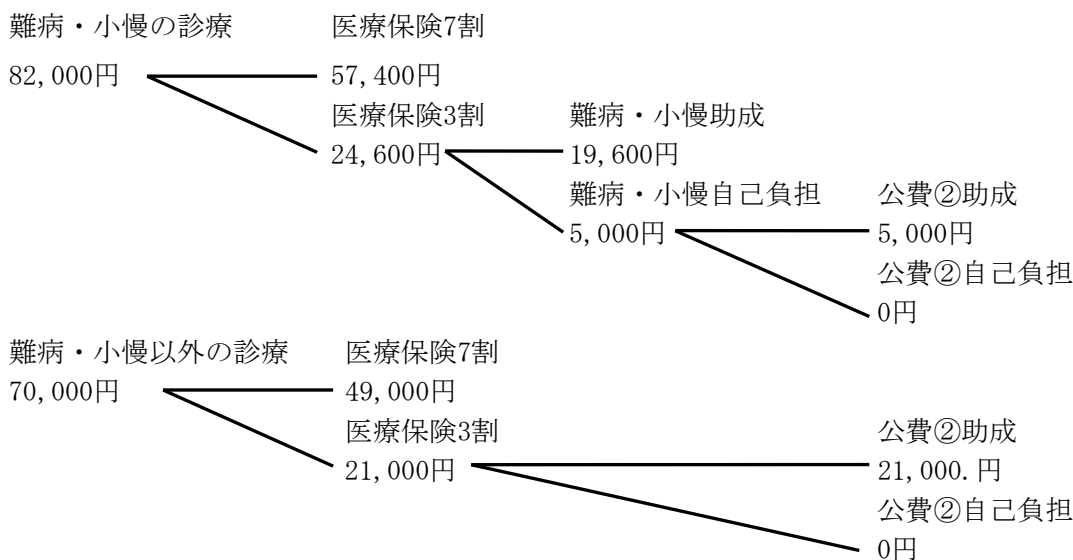 難病・小慢の診療 医療保険7割
82,000円 57,400円
医療保険3割 難病・小慢助成
24,600円 19,600円
難病・小慢自己負担 公費②助成
5,000円 5,000円
公費②自己負担
0円
難病・小慢以外の診療 医療保険7割
70,000円 49,000円
医療保険3割 公費②助成
21,000円 21,000.円
公費②自己負担
0円